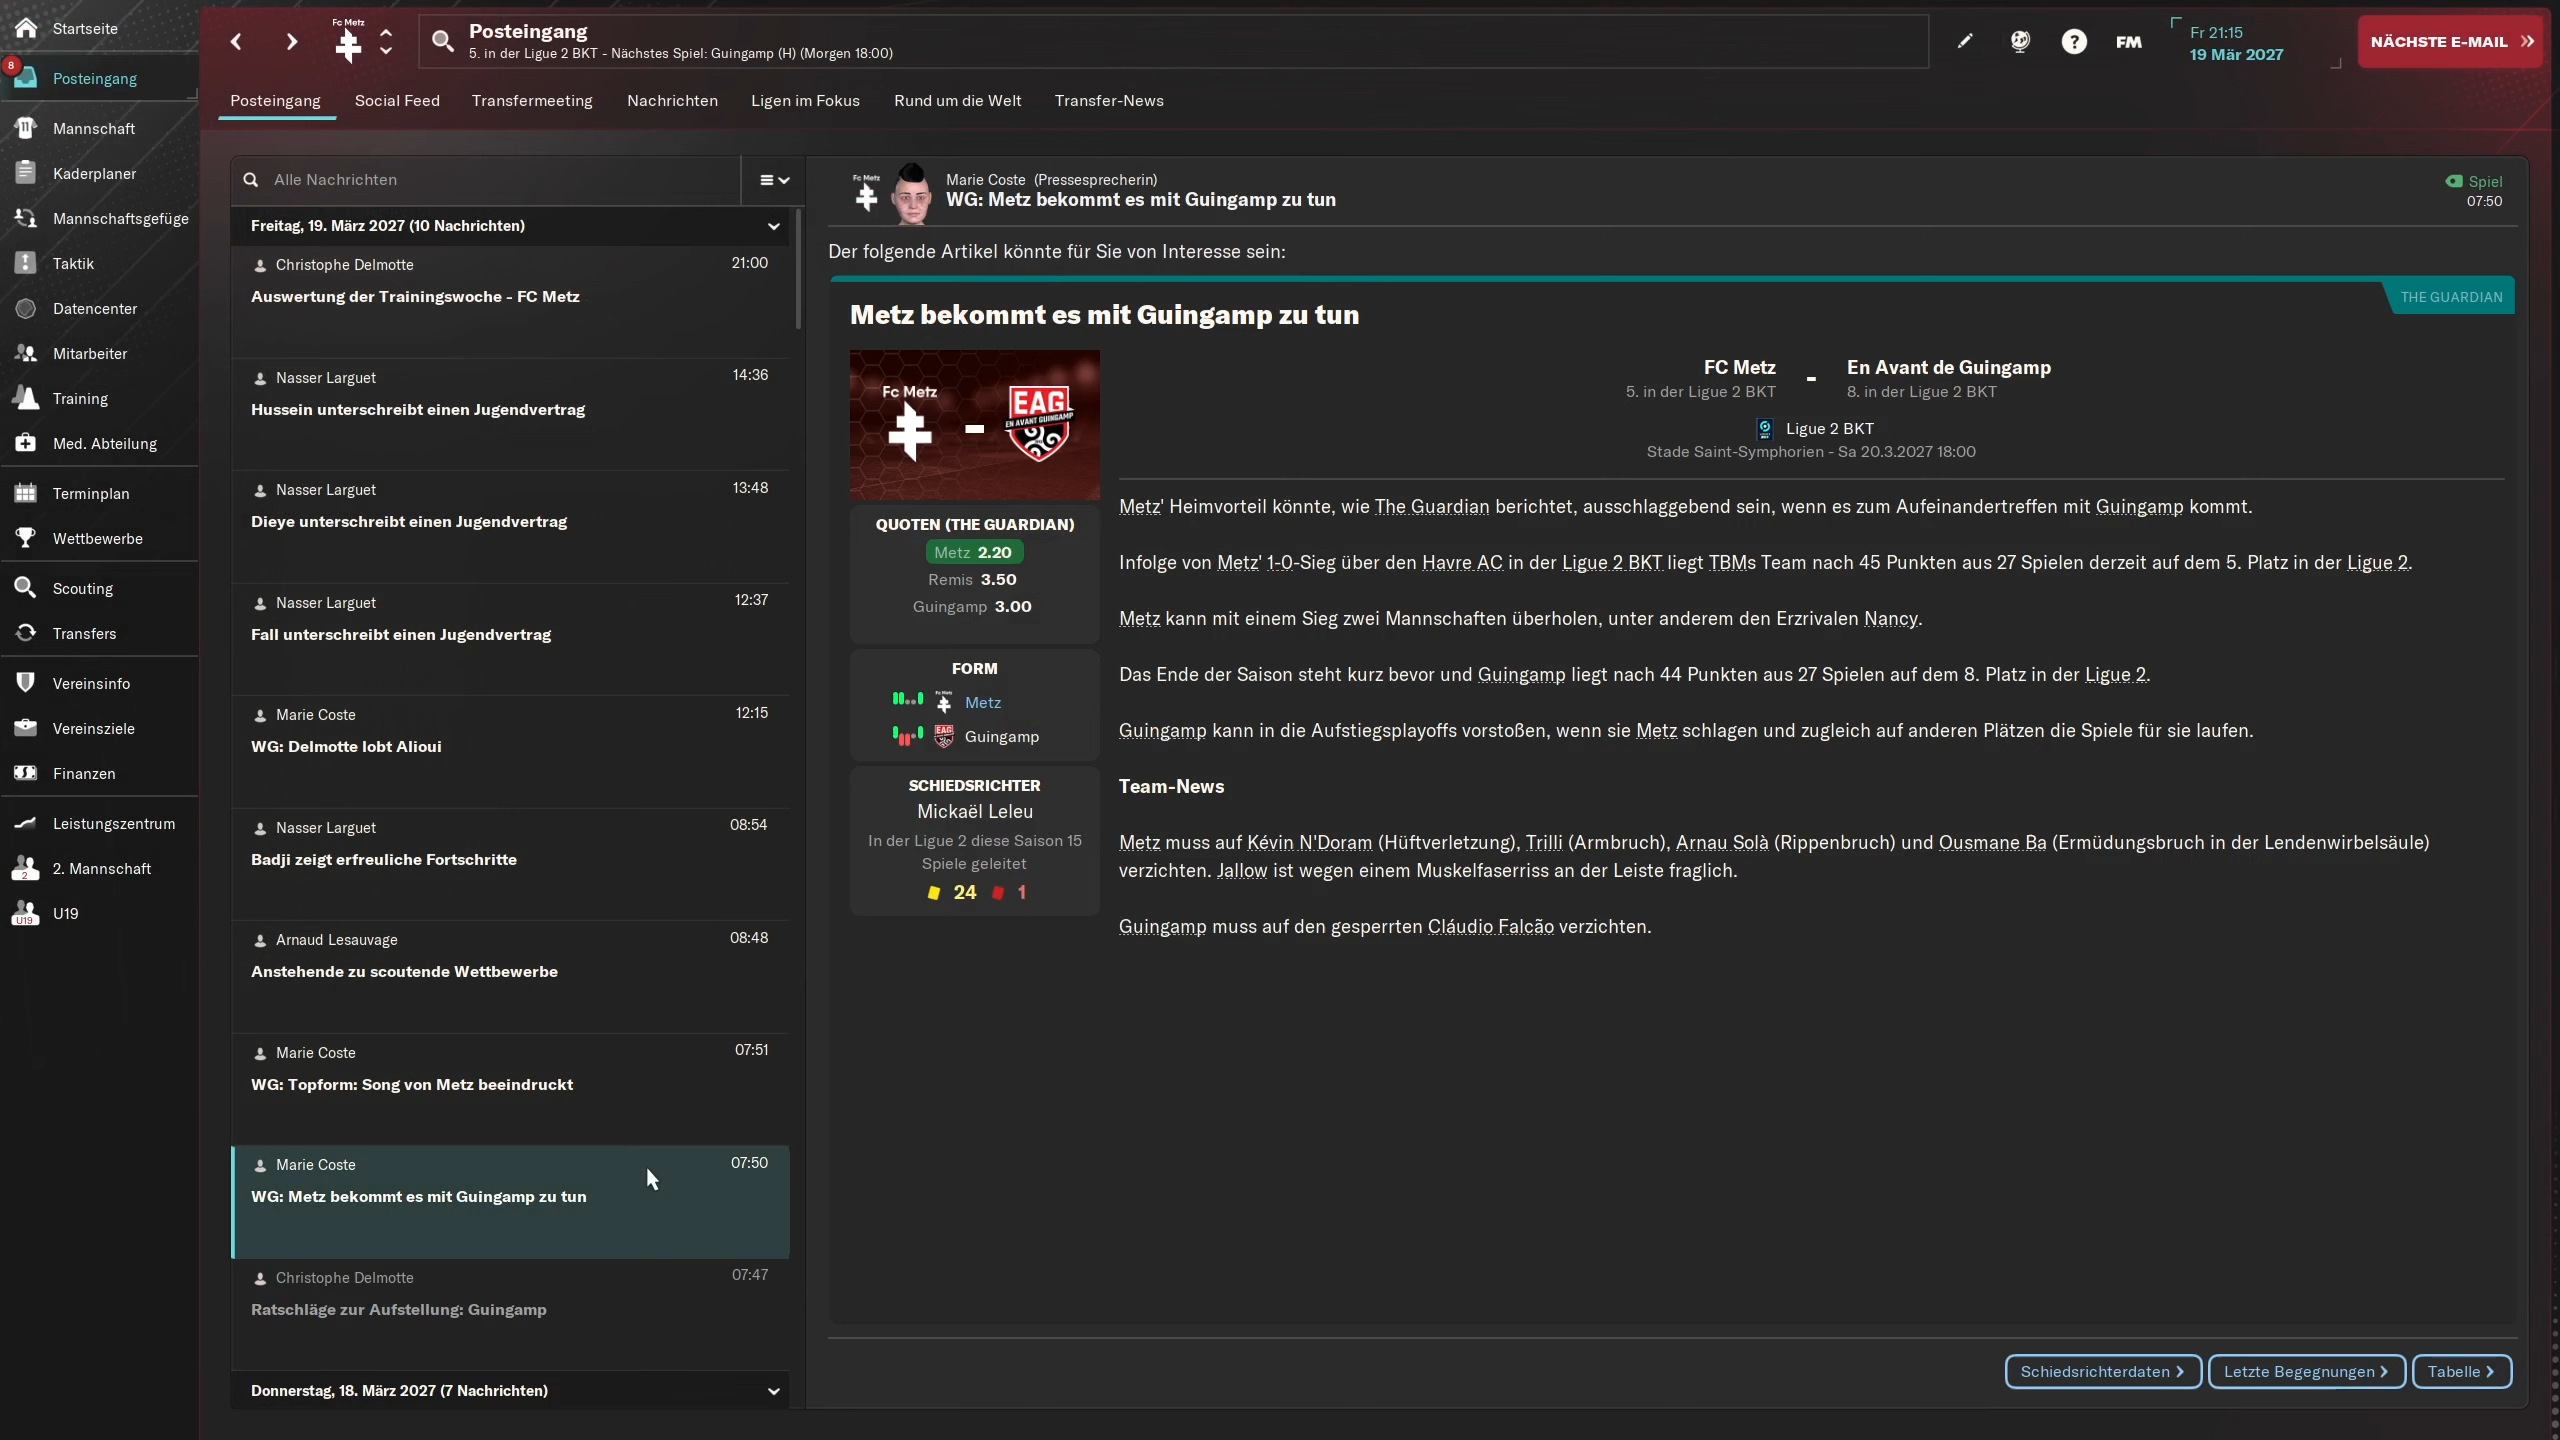 Startseite
8
Posteingang
Mannschaft
Kaderplaner
Mannschaftsgefüge
Taktik
Datencenter
Mitarbeiter
Training
Med. Abteilung
Terminplan
Wettbewerbe
Scouting
Transfers
Vereinsinfo
Vereinsziele
Finanzen
Leistungszentrum
2
2. Mannschaft
U19
U19
Fc Metz
Posteingang
5. in der Ligue 2 BKT - Nächstes Spiel: Guingamp (H) (Morgen 18:00)
?
FM
Fr 21:15
19 Mär 2027
NÄCHSTE E-MAIL
Posteingang
Social Feed
Transfermeeting
Nachrichten
Ligen im Fokus
Rund um die Welt
Transfer-News
Alle Nachrichten
Freitag, 19. März 2027 (10 Nachrichten)
Christophe Delmotte 21:00
Auswertung der Trainingswoche - FC Metz
Nasser Larguet 14:36
Hussein unterschreibt einen Jugendvertrag
Nasser Larguet 13:48
Dieye unterschreibt einen Jugendvertrag
Nasser Larguet 12:37
Fall unterschreibt einen Jugendvertrag
Marie Coste 12:15
WG: Delmotte lobt Alioui
Nasser Larguet 08:54
Badji zeigt erfreuliche Fortschritte
Arnaud Lesauvage 08:48
Anstehende zu scoutende Wettbewerbe
Marie Coste 07:51
WG: Topform: Song von Metz beeindruckt
Marie Coste 07:50
WG: Metz bekommt es mit Guingamp zu tun
Christophe Delmotte 07:47
Ratschläge zur Aufstellung: Guingamp
Donnerstag, 18. März 2027 (7 Nachrichten)
Fc Metz
Marie Coste (Pressesprecherin)
WG: Metz bekommt es mit Guingamp zu tun
Spiel
07:50
Der folgende Artikel könnte für Sie von Interesse sein:
THE GUARDIAN
Metz bekommt es mit Guingamp zu tun
Fc Metz
-
EAG
EN AVANT GUINGAMP
FC Metz - En Avant de Guingamp
5. in der Ligue 2 BKT 8. in der Ligue 2 BKT
Ligue 2 BKT
Stade Saint-Symphorien - Sa 20.3.2027 18:00
QUOTEN (THE GUARDIAN)
Metz 2.20
Remis 3.50
Guingamp 3.00
FORM
Metz
Guingamp
SCHIEDSRICHTER
Mickaël Leleu
In der Ligue 2 diese Saison 15
Spiele geleitet
24 1
Metz' Heimvorteil könnte, wie The Guardian berichtet, ausschlaggebend sein, wenn es zum Aufeinandertreffen mit Guingamp kommt.
Infolge von Metz' 1-0-Sieg über den Havre AC in der Ligue 2 BKT liegt TBMs Team nach 45 Punkten aus 27 Spielen derzeit auf dem 5. Platz in der Ligue 2.
Metz kann mit einem Sieg zwei Mannschaften überholen, unter anderem den Erzrivalen Nancy.
Das Ende der Saison steht kurz bevor und Guingamp liegt nach 44 Punkten aus 27 Spielen auf dem 8. Platz in der Ligue 2.
Guingamp kann in die Aufstiegsplayoffs vorstoßen, wenn sie Metz schlagen und zugleich auf anderen Plätzen die Spiele für sie laufen.
Team-News
Metz muss auf Kévin N'Doram (Hüftverletzung), Trilli (Armbruch), Arnau Solà (Rippenbruch) und Ousmane Ba (Ermüdungsbruch in der Lendenwirbelsäule)
verzichten. Jallow ist wegen einem Muskelfaserriss an der Leiste fraglich.
Guingamp muss auf den gesperrten Cláudio Falcão verzichten.
Schiedsrichterdaten
Letzte Begegnungen
Tabelle